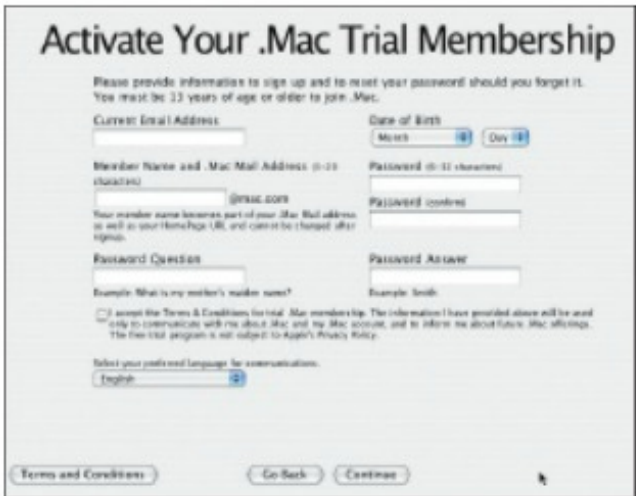 Activate Your .Mac Trial Membership
Please provide information to sign up and to reset your password should you forget it.
You must be 13 years of age or older to join .Mac.
Current Email Address
Date of Birth
Month
Day
Member Name and .Mac Mail Address (3-20
characters)
@mac.com
Your member name becomes part of your .Mac Mail address
as well as your HomePage URL, and cannot be changed after
signup.
Password (6-32 characters)
Password (confirm)
Password Question
Example: What is my mother's maiden name?
Password Answer
Example: Smith
I accept the Terms & Conditions for trial .Mac membership. The information I have provided above will be used
only to communicate with me about .Mac and my .Mac account, and to inform me about future .Mac offerings.
The free trial program is not subject to Apple's Privacy Policy.
Select your preferred language for communications.
English
Terms and Conditions
Go Back
Continue